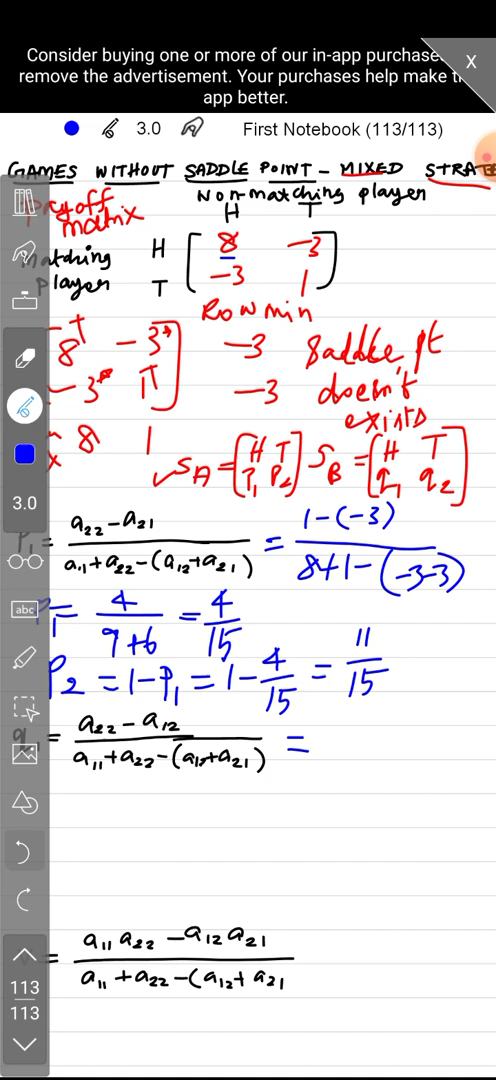 Consider buying one or more of our in-app purchase
remove the advertisement. Your purchases help make t
app better.
X
3.0 First Notebook (113/113)
GAMES WITHOUT SADDLE POINT - MIXED STRATE
Non-matching player
Payoff matrix
H T
Matching player
H [ 8 -3 ]
T [ -3 1 ]
Row min
8 -3* ] -3 Saddle pt
-3* 1 -3 doesn't
exists
8 1
✓ SA = [ H T P1 P2 ] SB = [ H T q1 q2 ]
P1 = a22 - a21 / a11 + a22 - (a12 + a21) = 1 - (-3) / 8 + 1 - (-3-3)
3.0
P1 = 4 / 9+6 = 4/15
abc
P2 = 1 - P1 = 1 - 4/15 = 11/15
q1 = a22 - a12 / a11 + a22 - (a12 + a21) =
= a11 a22 - a12 a21 / a11 + a22 - (a12 + a21
113
113